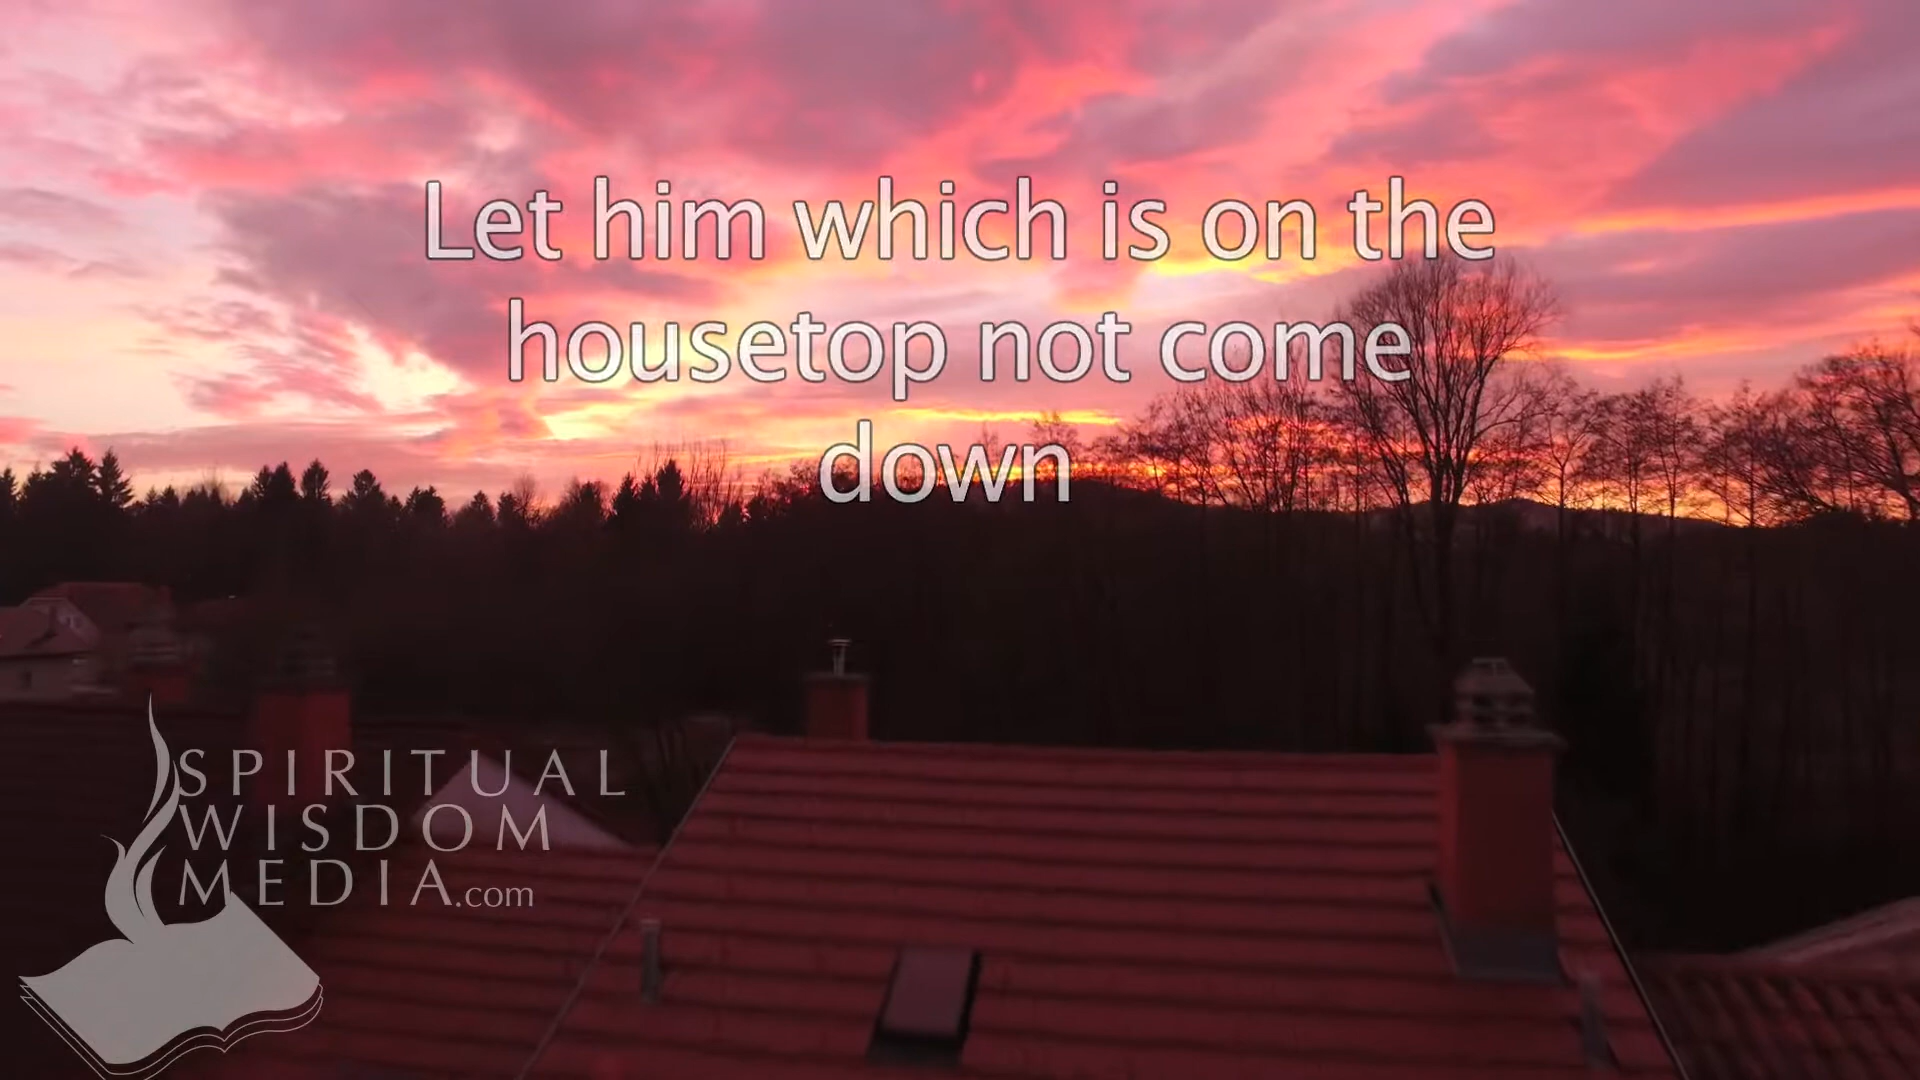 Let him which is on the
housetop not come
down
SPIRITUAL
WISDOM
MEDIA.com